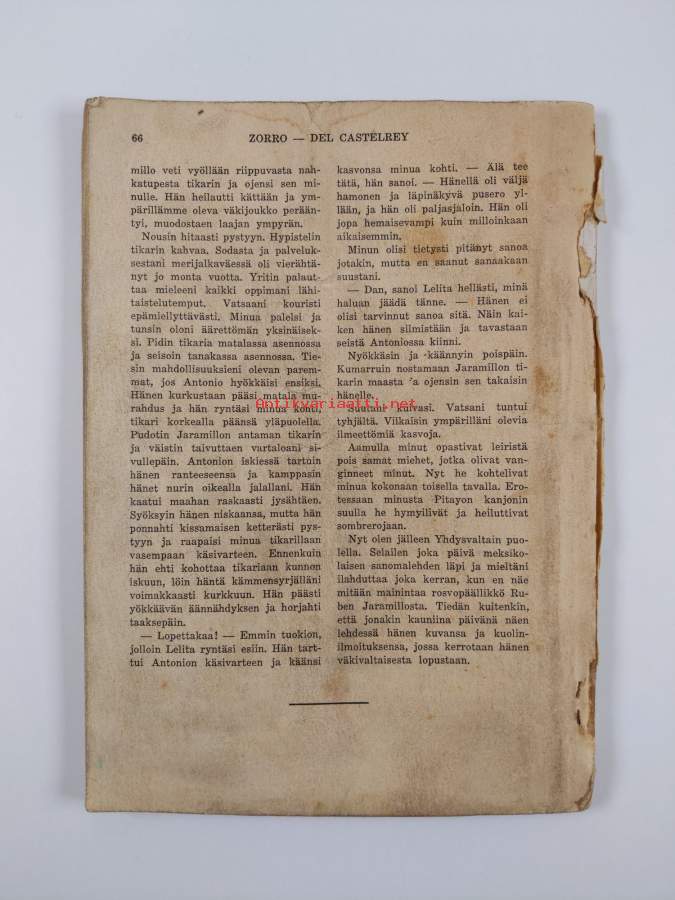 66
ZORRO — DEL CASTELREY
millo veti vyöllään riippuvasta nah-
katupesta tikarin ja ojensi sen mi-
nulle. Hän heilautti kättään ja ym-
pärillämme oleva väkijoukko perään-
tyi, muodostaen laajan ympyrän.
Nousin hitaasti pystyyn. Hypistelin
tikarin kahvaa. Sodasta ja palveluk-
sestani merijalkaväessä oli vierähtä-
nyt jo monta vuotta. Yritin palaut-
taa mieleeni kaikki oppimani lähi-
taistelutemput. Vatsaani kouristi
epämiellyttävästi. Minua paleisi ja
tunsin oloni äärettömän yksinäisek-
si. Pidin tikaria matalassa asennossa
ja seisoin tanakassa asennossa. Tie-
sin mahdollisuuksieni olevan parem-
mat, jos Antonio hyökkäisi ensiksi.
Hänen kurkustaan pääsi matala mu-
rahdus ja hän ryntäsi minua kohti,
tikari korkealla päänsä yläpuolella.
Pudotin Jaramillon antaman tikarin
ja väistin taivuttaen vartaloani si-
vullepäin. Antonion iskiessä tartuin
hänen ranteeseensa ja kamppasin
hänet nurin oikealla jalallani. Hän
kaatui maahan raskaasti jysähtäen.
Syöksyin hänen niskaansa, mutta hän
ponnahti kissamaisen ketterästi pys-
tyyn ja raapaisi minua tikarillaan
vasempaan käsivarteen. Ennenkuin
hän ehti kohottaa tikariaan kunnon
iskuun, löin häntä kämmensyrjälläni
voimakkaasti kurkkuun. Hän päästi
yökkäävän äännähdyksen ja horjahti
taaksepäin.
— Lopettakaa! — Emmin tuokion,
jolloin Lelita ryntäsi esiin. Hän tart-
tui Antonion käsivarteen ja käänsi
kasvonsa minua kohti. — Älä tee
tätä, hän sanoi. — Hänellä oli väljä
hamonen ja läpinäkyvä pusero yl-
lään, ja hän oli paljasjaloin. Hän oli
jopa hemaisevampi kuin milloinkaan
aikaisemmin.
Minun olisi tietysti pitänyt sanoa
jotakin, mutta en saanut sanaakaan
suustani.
— Dan, sanoi Lelita hellästi, minä
haluan jäädä tänne. — Hänen ei
olisi tarvinnut sanoa sitä. Näin kai-
ken hänen silmistään ja tavastaan
seistä Antoniossa kiinni.
Nyökkäsin ja käännyin poispäin.
Kumarruin nostamaan Jaramillon ti-
karin maasta 'a ojensin sen takaisin
hänelle.
Antikvariaatti.net
Suutani kuivasi. Vatsani tuntui
tyhjältä. Vilkaisin ympärilläni olevia
ilmeettömiä kasvoja.
Aamulla minut opastivat leiristä
pois samat miehet, jotka olivat van-
ginneet minut. Nyt he kohtelivat
minua kokonaan toisella tavalla. Ero-
tessaan minusta Pitayon kanjonin
suulla he hymyilivät ja heiluttivat
sombrerojaan.
Nyt olen jälleen Yhdysvaltain puo-
lella. Selailen joka päivä meksiko-
laisen sanomalehden läpi ja mieltäni
ilahduttaa joka kerran, kun en näe
mitään mainintaa rosvopäällikkö Ru-
ben Jaramillosta. Tiedän kuitenkin,
että jonakin kauniina päivänä näen
lehdessä hänen kuvansa ja kuolin-
ilmoituksensa, jossa kerrotaan hänen
väkivaltaisesta lopustaan.